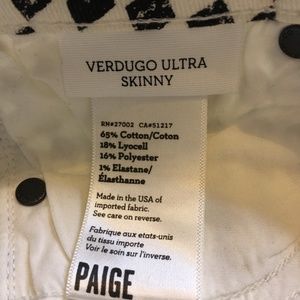 VERDUGO ULTRA
SKINNY
RN#27002 CA#51217
65% Cotton/Coton
18% Lyocell
16% Polyester
1% Elastane/
Élasthanne
Made in the USA of
imported fabric.
See care on reverse.
Fabrique aux etats-unis
du tissu importe
Voir le soin sur l'inverse.
PAIGE